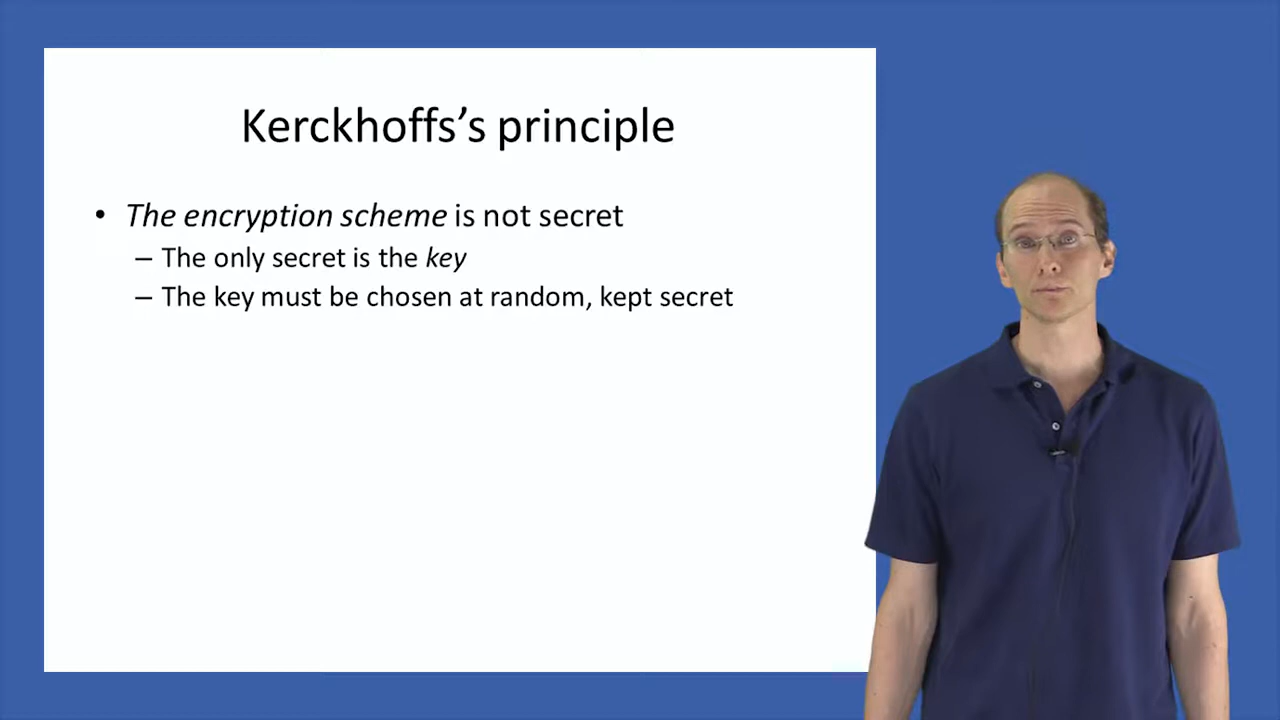 Kerckhoffs’s principle
• The encryption scheme is not secret
– The only secret is the key
– The key must be chosen at random, kept secret